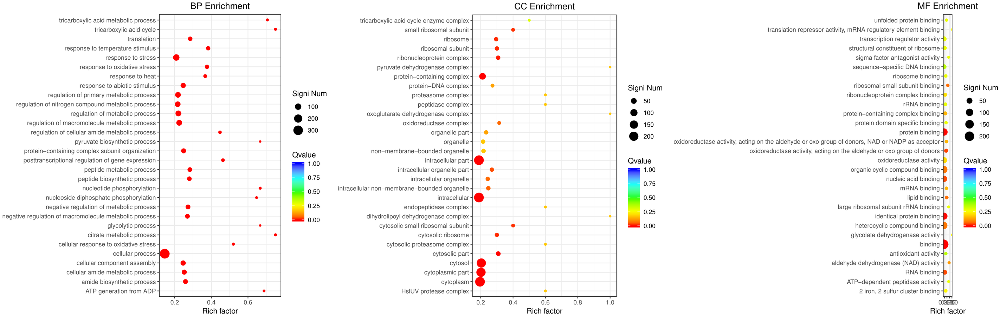 BP Enrichment
tricarboxylic acid metabolic process
tricarboxylic acid cycle
translation
response to temperature stimulus
response to stress
response to oxidative stress
response to heat
response to abiotic stimulus
regulation of primary metabolic process
regulation of nitrogen compound metabolic process
regulation of metabolic process
regulation of macromolecule metabolic process
regulation of cellular amide metabolic process
pyruvate biosynthetic process
protein−containing complex subunit organization
posttranscriptional regulation of gene expression
peptide metabolic process
peptide biosynthetic process
nucleotide phosphorylation
nucleoside diphosphate phosphorylation
negative regulation of metabolic process
negative regulation of macromolecule metabolic process
glycolytic process
citrate metabolic process
cellular response to oxidative stress
cellular process
cellular component assembly
cellular amide metabolic process
amide biosynthetic process
ATP generation from ADP
0.2 0.4 0.6
Rich factor
Signi Num
100
200
300
Qvalue
1.00
0.75
0.50
0.25
0.00
CC Enrichment
tricarboxylic acid cycle enzyme complex
small ribosomal subunit
ribosome
ribosomal subunit
ribonucleoprotein complex
pyruvate dehydrogenase complex
protein−containing complex
protein−DNA complex
proteasome complex
peptidase complex
oxoglutarate dehydrogenase complex
oxidoreductase complex
organelle part
organelle
non−membrane−bounded organelle
intracellular part
intracellular organelle part
intracellular organelle
intracellular non−membrane−bounded organelle
intracellular
endopeptidase complex
dihydrolipoyl dehydrogenase complex
cytosolic small ribosomal subunit
cytosolic ribosome
cytosolic proteasome complex
cytosolic part
cytosol
cytoplasmic part
cytoplasm
HslUV protease complex
0.2 0.4 0.6 0.8 1.0
Rich factor
Signi Num
50
100
150
200
Qvalue
1.00
0.75
0.50
0.25
0.00
MF Enrichment
unfolded protein binding
translation repressor activity, mRNA regulatory element binding
transcription regulator activity
structural constituent of ribosome
sigma factor antagonist activity
sequence−specific DNA binding
ribosome binding
ribosomal small subunit binding
ribonucleoprotein complex binding
rRNA binding
protein−containing complex binding
protein domain specific binding
protein binding
oxidoreductase activity, acting on the aldehyde or oxo group of donors, NAD or NADP as acceptor
oxidoreductase activity, acting on the aldehyde or oxo group of donors
oxidoreductase activity
organic cyclic compound binding
nucleic acid binding
mRNA binding
lipid binding
large ribosomal subunit rRNA binding
identical protein binding
heterocyclic compound binding
glycolate dehydrogenase activity
binding
antioxidant activity
aldehyde dehydrogenase (NAD) activity
RNA binding
ATP−dependent peptidase activity
2 iron, 2 sulfur cluster binding
Rich factor
Signi Num
50
100
150
200
Qvalue
1.00
0.75
0.50
0.25
0.00